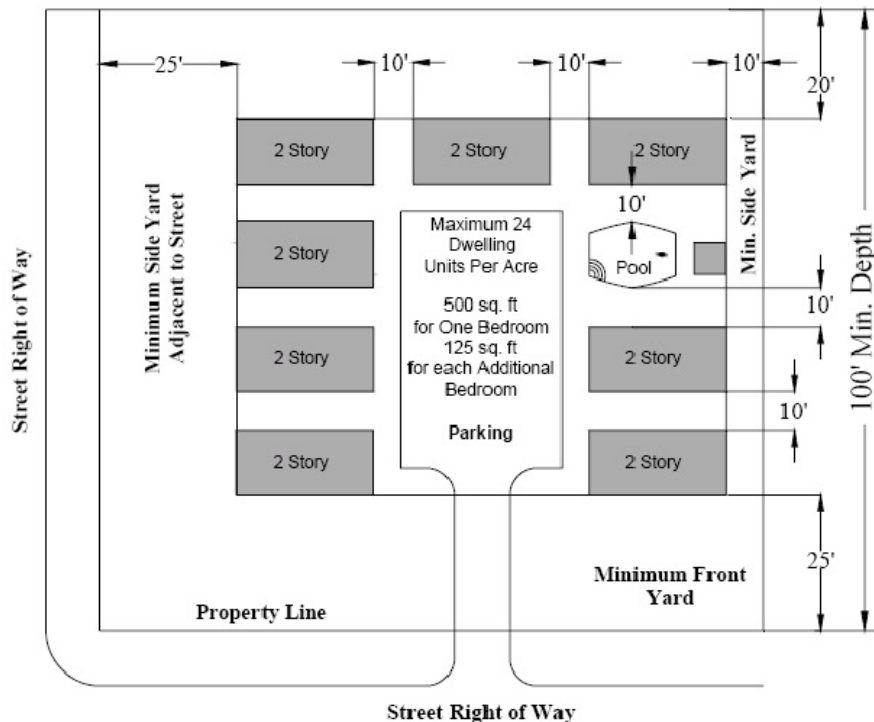 25'
10'
10'
10'
20'
2 Story
2 Story
2 Story
10'
Maximum 24
Dwelling
Units Per Acre
500 sq. ft
for One Bedroom
125 sq. ft
for each Additional
Bedroom
Parking
2 Story
Pool
Min. Side Yard
10'
2 Story
2 Story
10'
2 Story
2 Story
Minimum Side Yard
Adjacent to Street
Street Right of Way
100' Min. Depth
25'
Minimum Front
Yard
Property Line
Street Right of Way